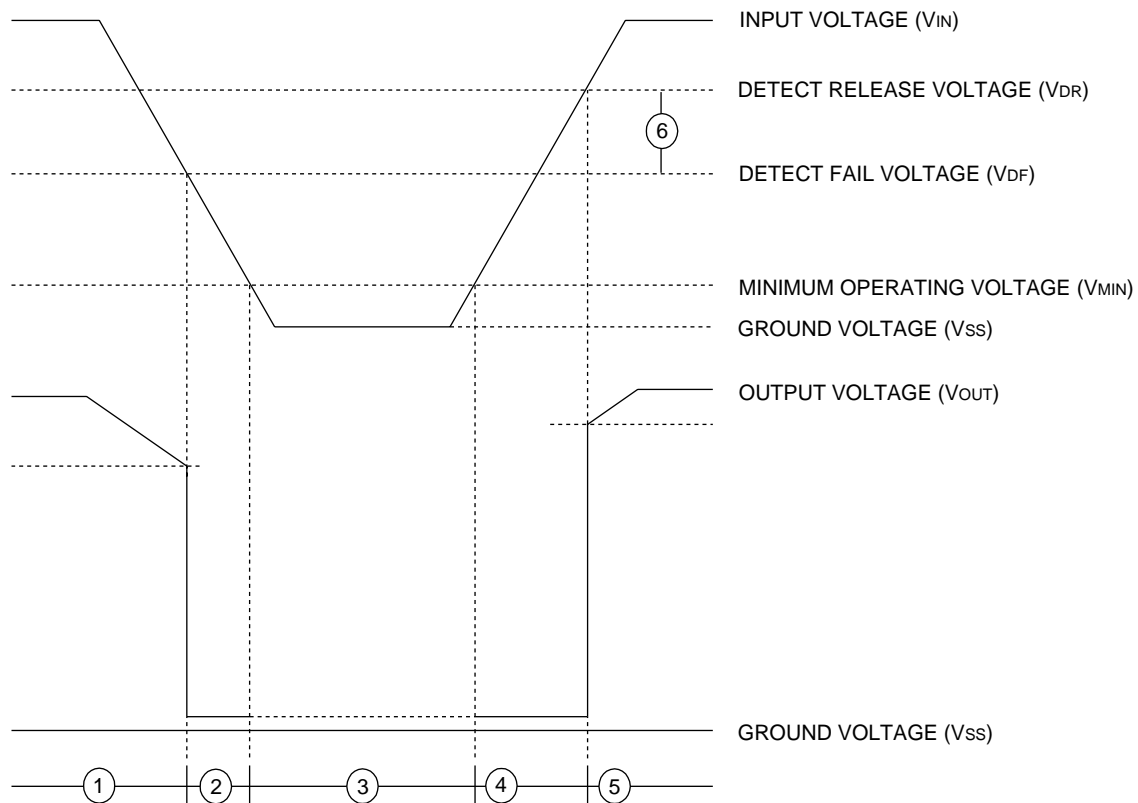 INPUT VOLTAGE (VIN)
DETECT RELEASE VOLTAGE (VDR)
6
DETECT FAIL VOLTAGE (VDF)
MINIMUM OPERATING VOLTAGE (VMIN)
GROUND VOLTAGE (VSS)
OUTPUT VOLTAGE (VOUT)
GROUND VOLTAGE (VSS)
1 2 3 4 5